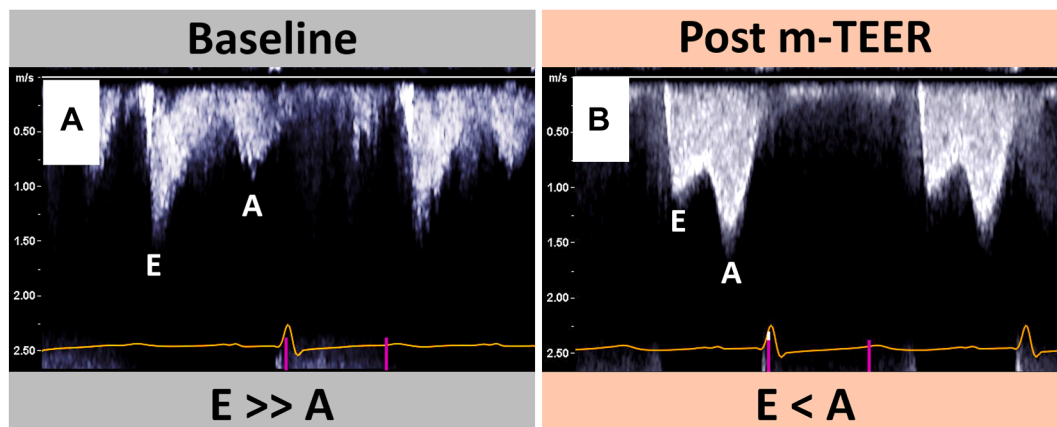 Baseline
m/s
A
0.50
1.00
A
1.50
E
2.00
2.50
E >> A
Post m-TEER
m/s
B
0.50
1.00
E
1.50
A
2.00
2.50
E < A